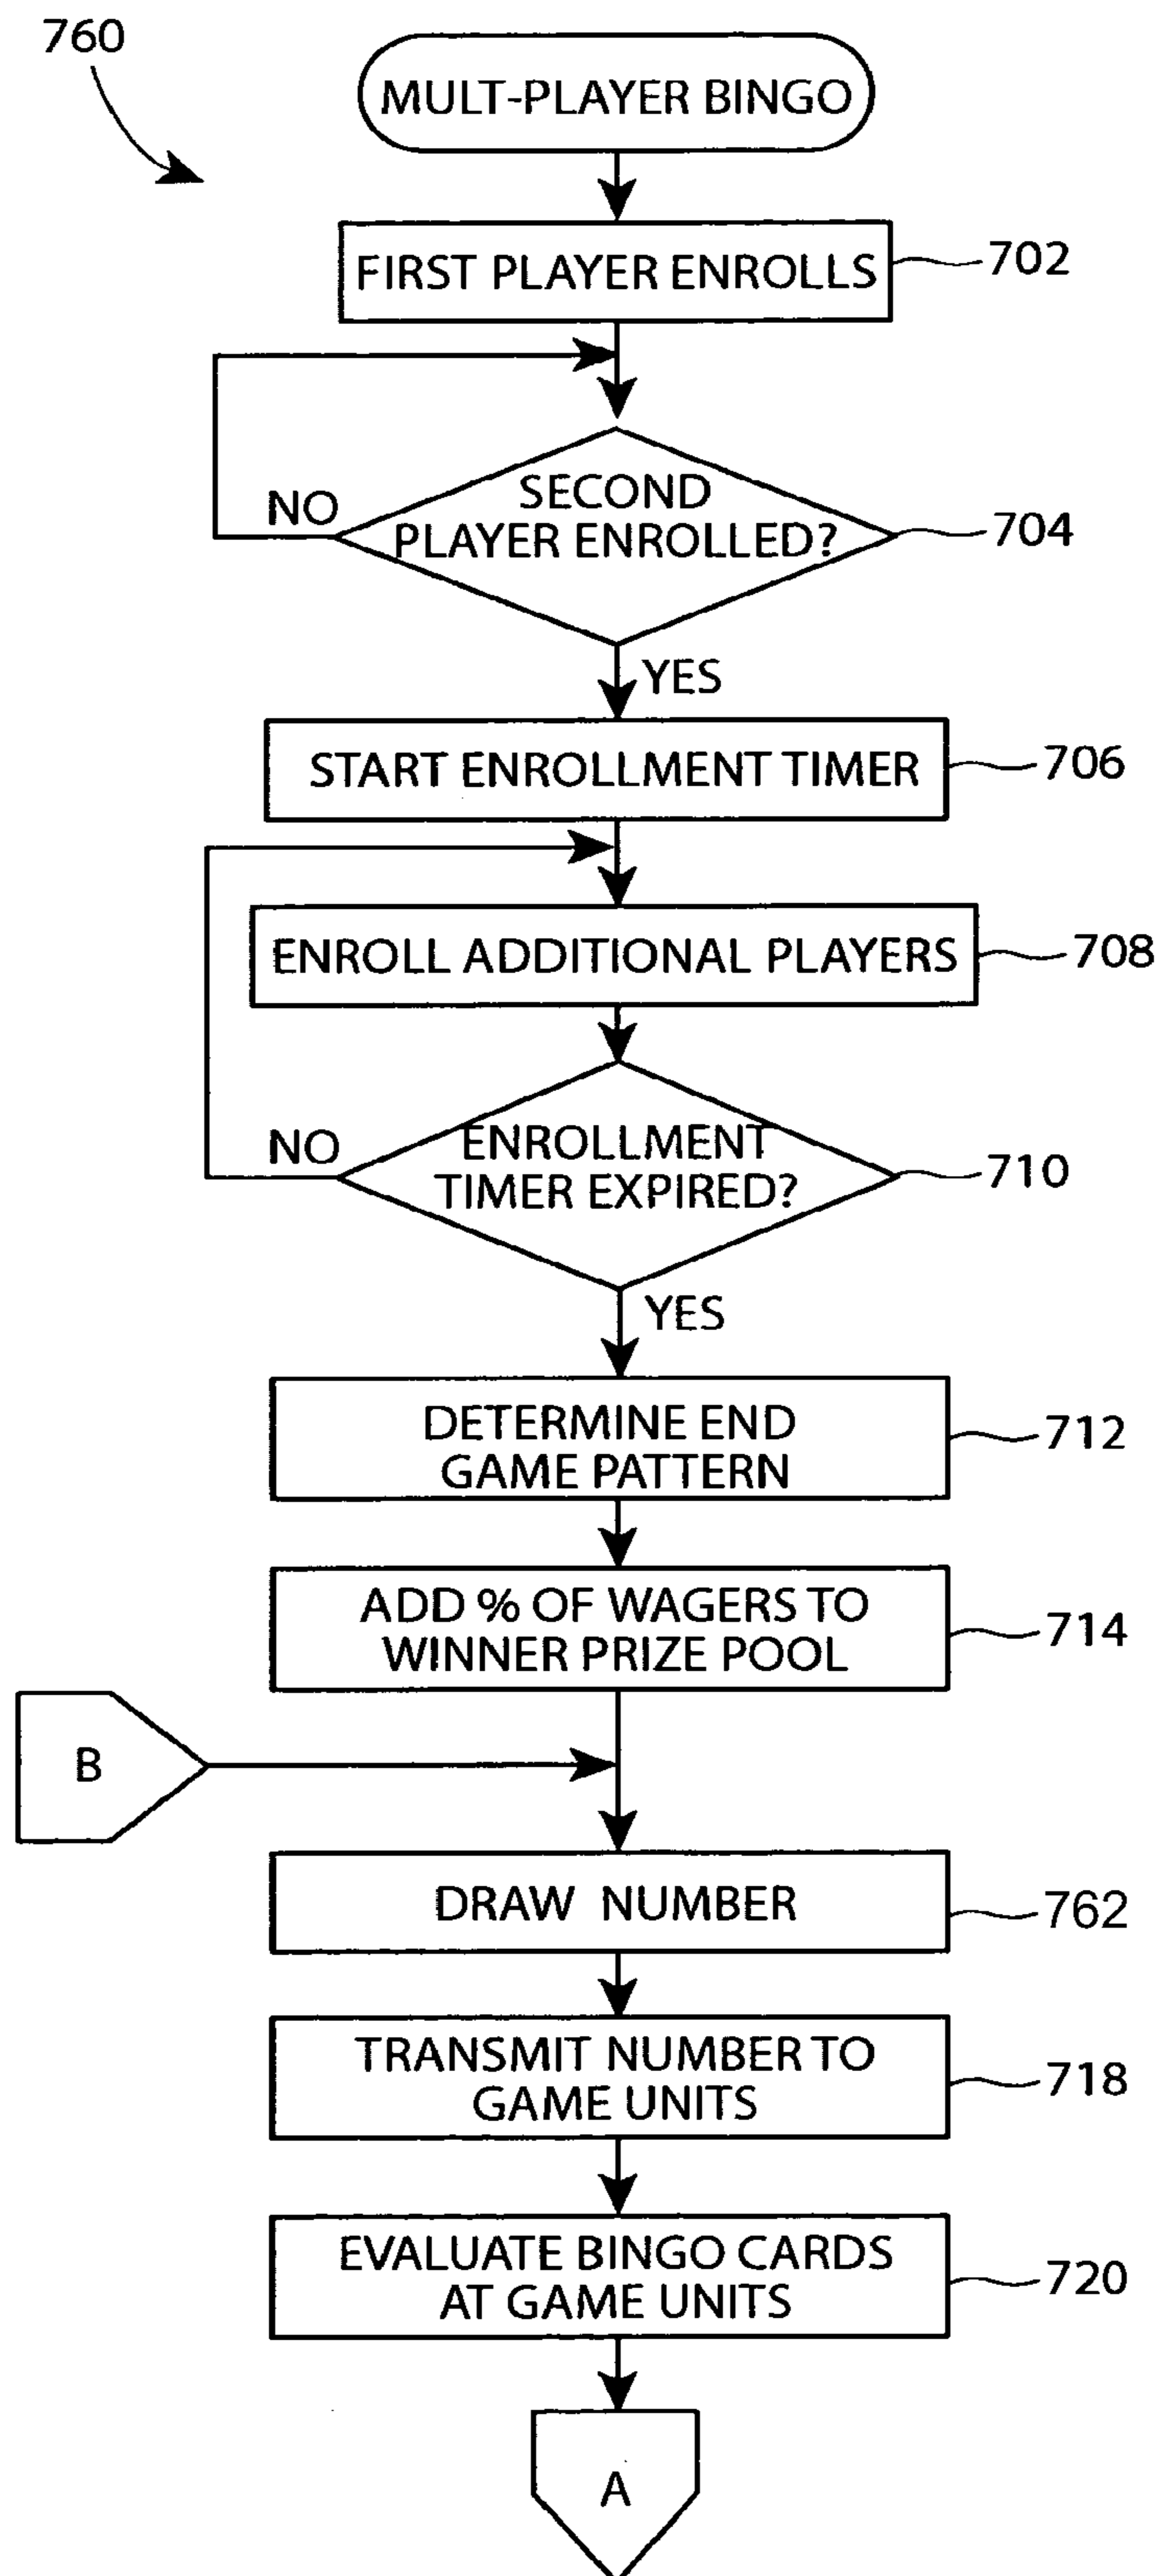 760
MULT-PLAYER BINGO
FIRST PLAYER ENROLLS
702
SECOND
PLAYER ENROLLED?
NO
704
YES
START ENROLLMENT TIMER
706
ENROLL ADDITIONAL PLAYERS
708
ENROLLMENT
TIMER EXPIRED?
NO
710
YES
DETERMINE END
GAME PATTERN
712
ADD % OF WAGERS TO
WINNER PRIZE POOL
714
B
DRAW NUMBER
762
TRANSMIT NUMBER TO
GAME UNITS
718
EVALUATE BINGO CARDS
AT GAME UNITS
720
A